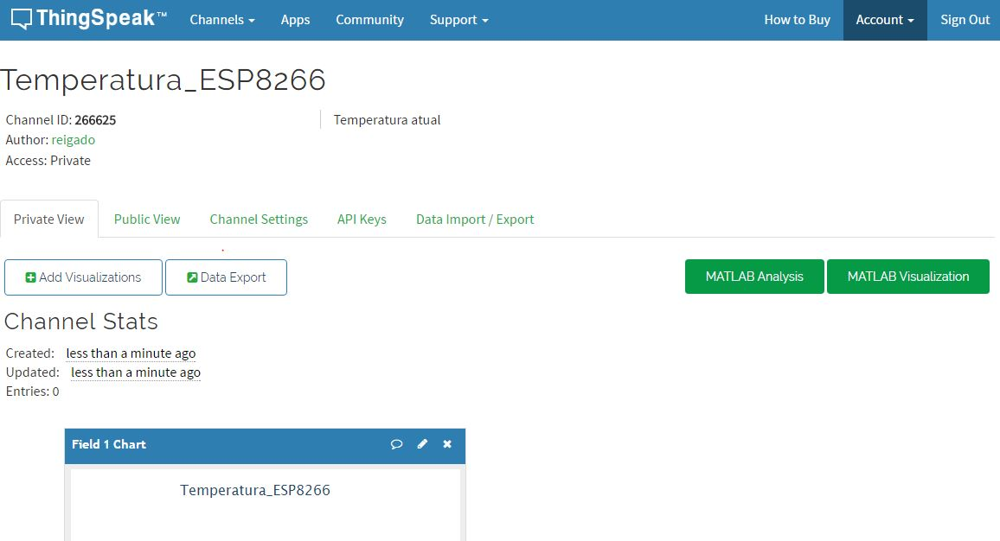 ThingSpeak™ Channels Apps Community Support How to Buy Account Sign Out
Temperatura_ESP8266
Channel ID: 266625
Author: reigado
Access: Private
Temperatura atual
Private View Public View Channel Settings API Keys Data Import / Export
Add Visualizations Data Export MATLAB Analysis MATLAB Visualization
Channel Stats
Created: less than a minute ago
Updated: less than a minute ago
Entries: 0
Field 1 Chart
Temperatura_ESP8266